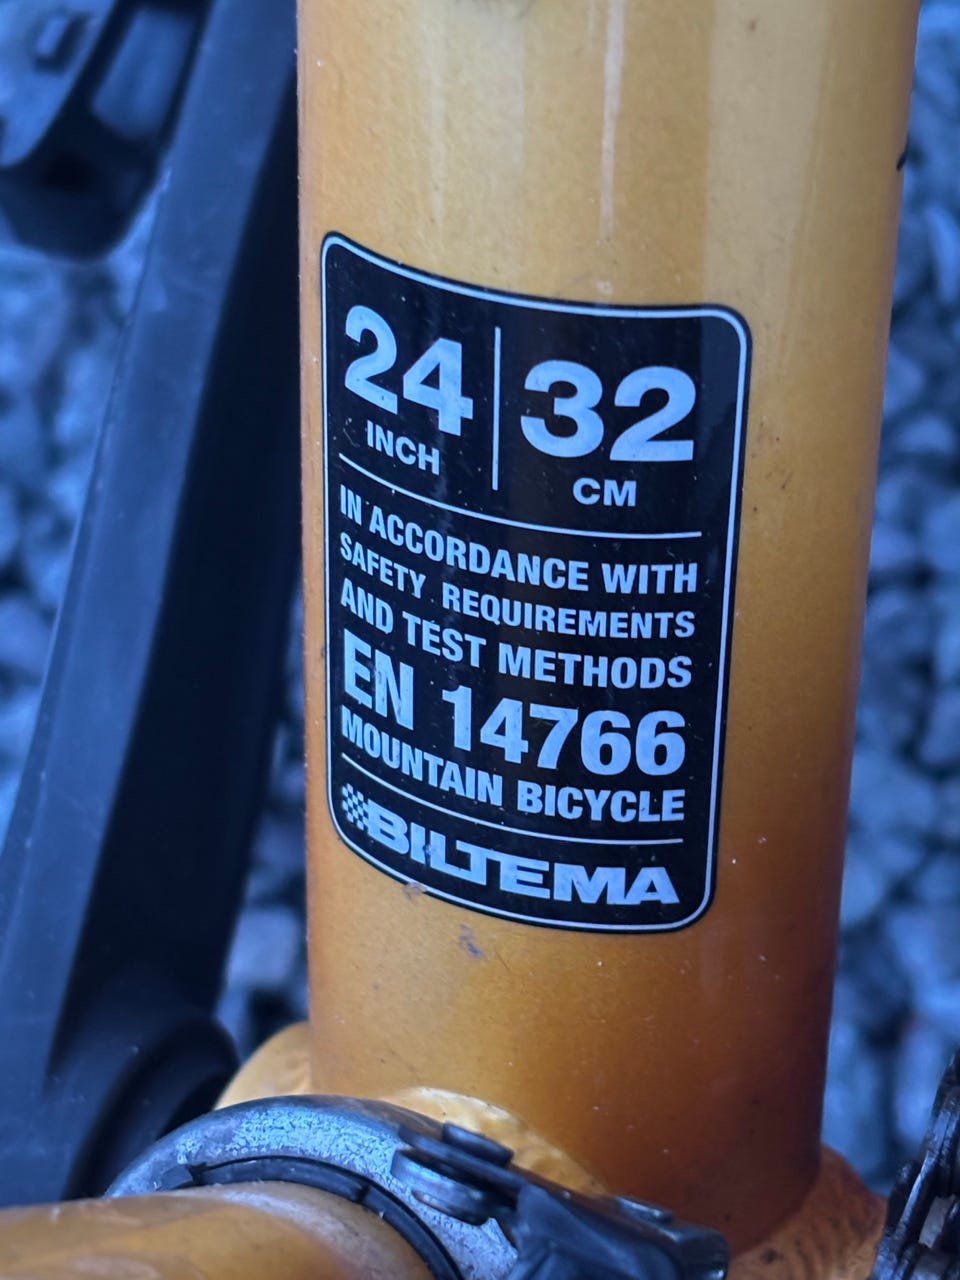 24 32
INCH CM
IN ACCORDANCE WITH
SAFETY REQUIREMENTS
AND TEST METHODS
EN 14766
MOUNTAIN BICYCLE
BILTEMA